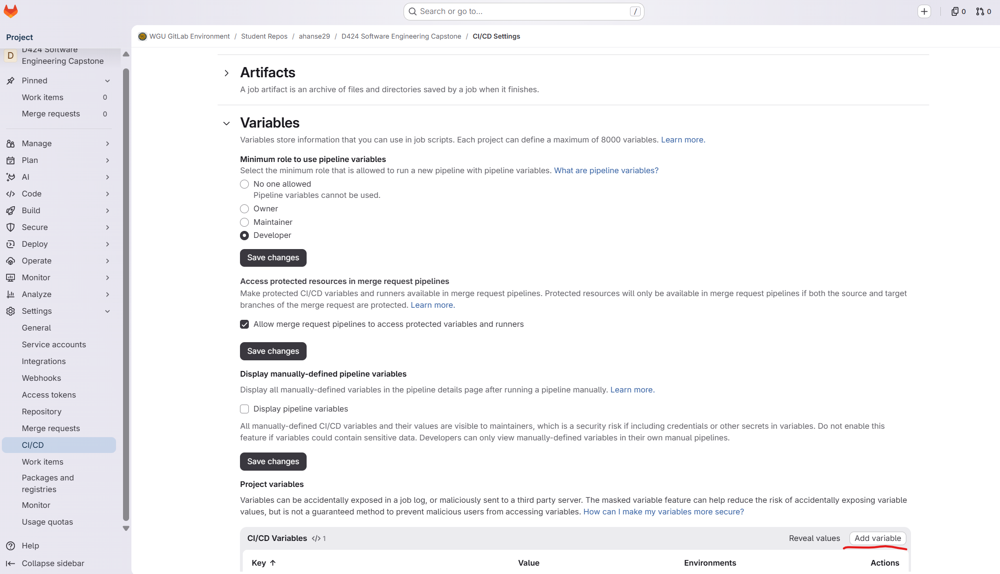 Search or go to...
/
0
0
Project
D
D424 Software
Engineering Capstone
Pinned
Work items 0
Merge requests 0
Manage
Plan
AI
Code
Build
Secure
Deploy
Operate
Monitor
Analyze
Settings
General
Service accounts
Integrations
Webhooks
Access tokens
Repository
Merge requests
CI/CD
Work items
Packages and
registries
Monitor
Usage quotas
Help
Collapse sidebar
WGU GitLab Environment / Student Repos / ahanse29 / D424 Software Engineering Capstone / CI/CD Settings
Artifacts
A job artifact is an archive of files and directories saved by a job when it finishes.
Variables
Variables store information that you can use in job scripts. Each project can define a maximum of 8000 variables. Learn more.
Minimum role to use pipeline variables
Select the minimum role that is allowed to run a new pipeline with pipeline variables. What are pipeline variables?
No one allowed
Pipeline variables cannot be used.
Owner
Maintainer
Developer
Save changes
Access protected resources in merge request pipelines
Make protected CI/CD variables and runners available in merge request pipelines. Protected resources will only be available in merge request pipelines if both the source and target
branches of the merge request are protected. Learn more.
Allow merge request pipelines to access protected variables and runners
Save changes
Display manually-defined pipeline variables
Display all manually-defined variables in the pipeline details page after running a pipeline manually. Learn more.
Display pipeline variables
All manually-defined CI/CD variables and their values are visible to maintainers, which is a security risk if including credentials or other secrets in variables. Do not enable this
feature if variables could contain sensitive data. Developers can only view manually-defined variables in their own manual pipelines.
Save changes
Project variables
Variables can be accidentally exposed in a job log, or maliciously sent to a third party server. The masked variable feature can help reduce the risk of accidentally exposing variable
values, but is not a guaranteed method to prevent malicious users from accessing variables. How can I make my variables more secure?
CI/CD Variables </> 1 Reveal values Add variable
Key ↑ Value Environments Actions